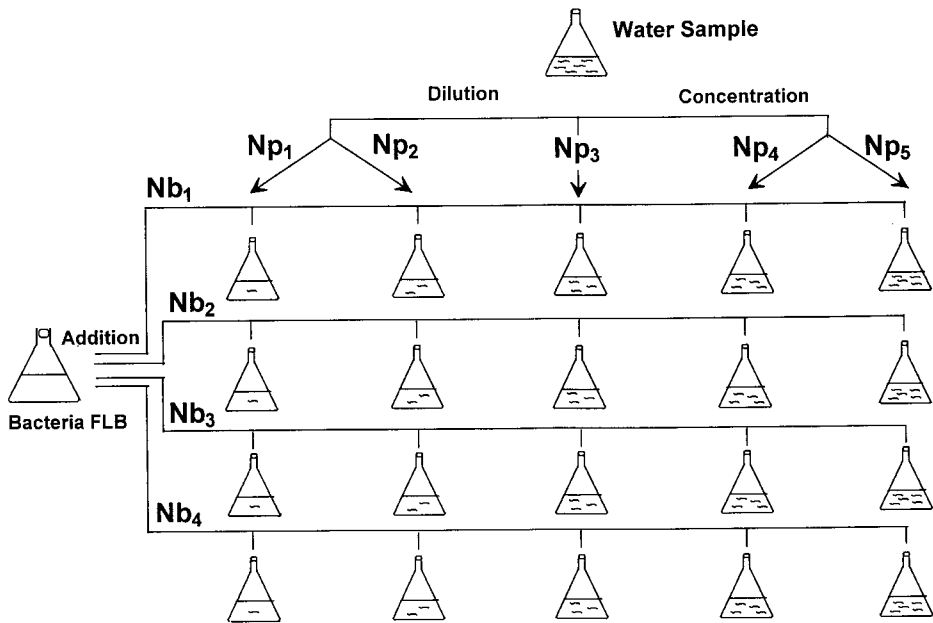 Water Sample
Dilution
Concentration
Np₁
Np₂
Np₃
Np₄
Np₅
Nb₁
Nb₂
Addition
Bacteria FLB
Nb₃
Nb₄